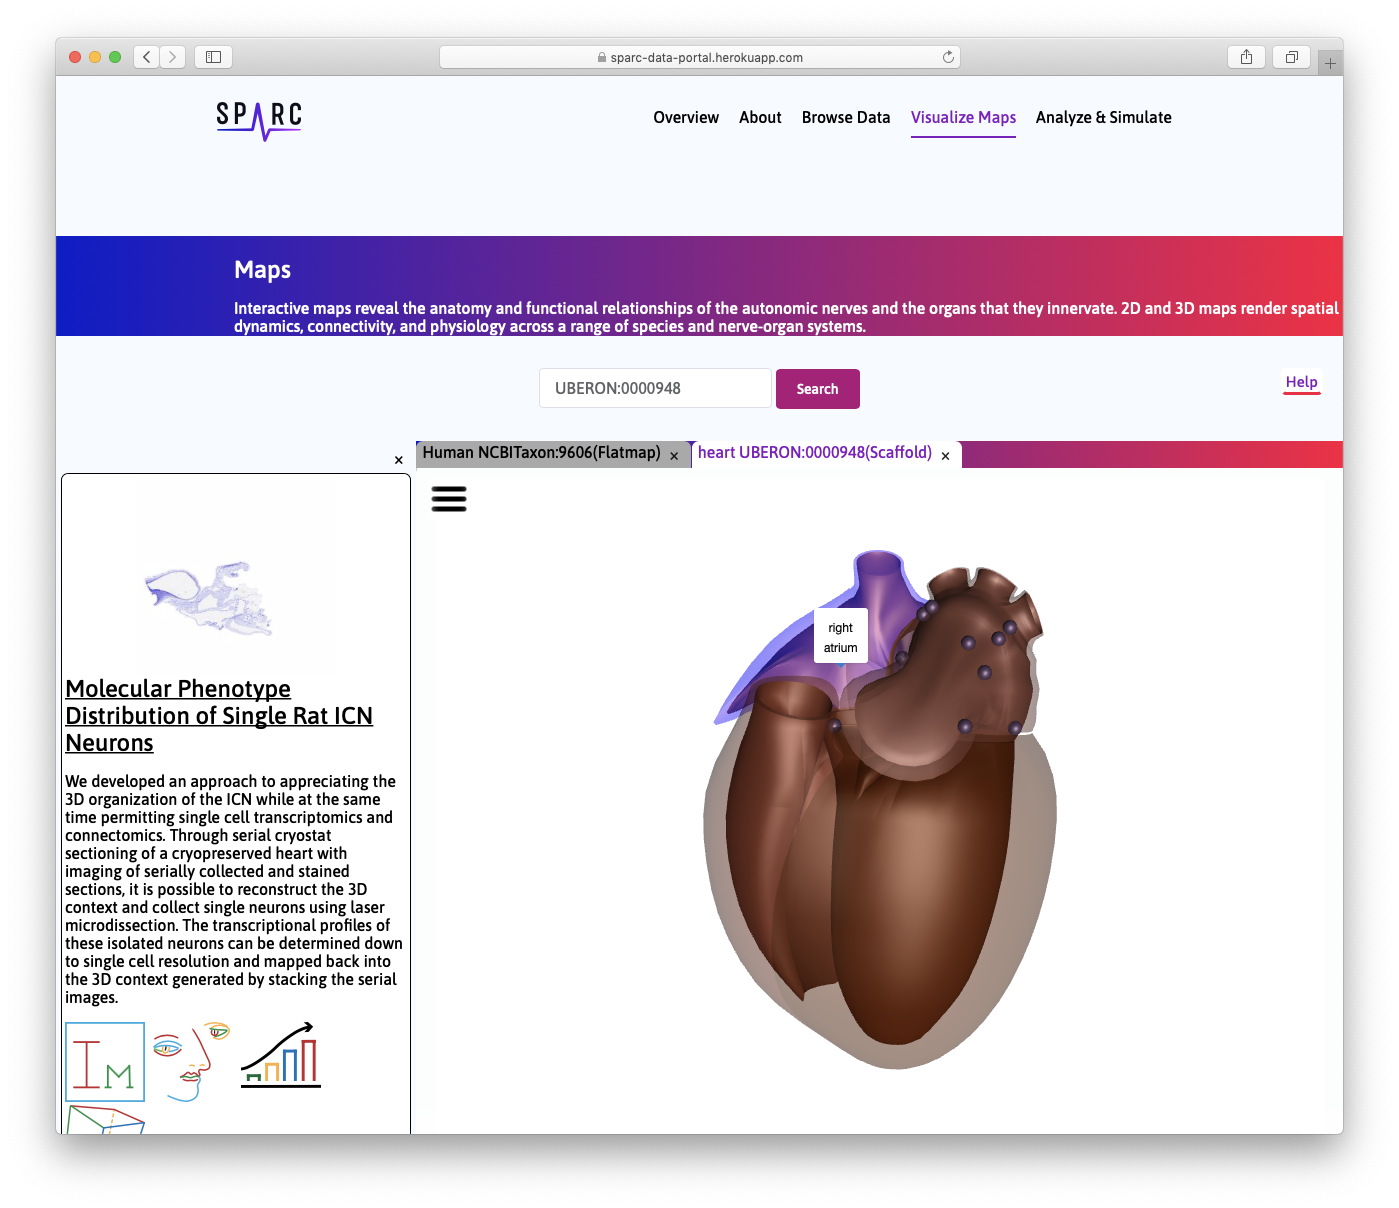 sparc-data-portal.herokuapp.com
SPARC
Overview About Browse Data Visualize Maps Analyze & Simulate
Maps
Interactive maps reveal the anatomy and functional relationships of the autonomic nerves and the organs that they innervate. 2D and 3D maps render spatial
dynamics, connectivity, and physiology across a range of species and nerve-organ systems.
UBERON:0000948 Search
Help
Human NCBITaxon:9606(Flatmap) × heart UBERON:0000948(Scaffold) ×
×
right
atrium
Molecular Phenotype
Distribution of Single Rat ICN
Neurons
We developed an approach to appreciating the
3D organization of the ICN while at the same
time permitting single cell transcriptomics and
connectomics. Through serial cryostat
sectioning of a cryopreserved heart with
imaging of serially collected and stained
sections, it is possible to reconstruct the 3D
context and collect single neurons using laser
microdissection. The transcriptional profiles of
these isolated neurons can be determined down
to single cell resolution and mapped back into
the 3D context generated by stacking the serial
images.
IM